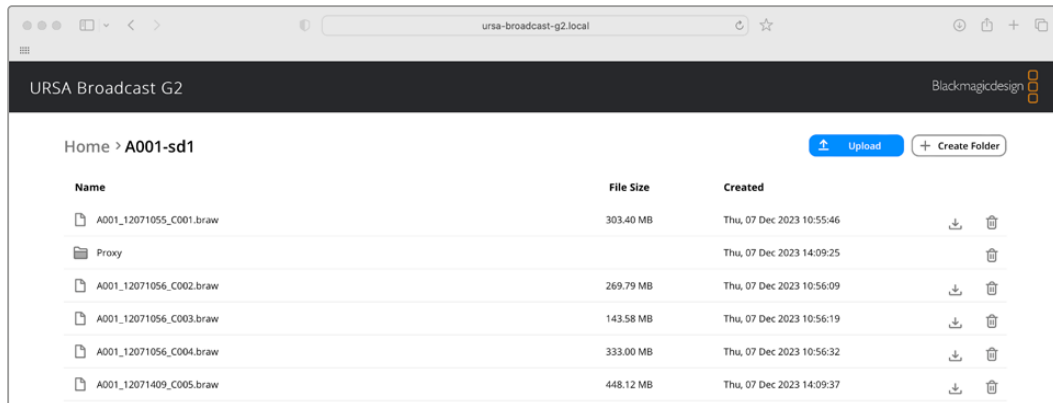 ursa-broadcast-g2.local
URSA Broadcast G2
Blackmagicdesign
Home > A001-sd1
Upload
+ Create Folder
Name File Size Created
A001_12071055_C001.braw 303.40 MB Thu, 07 Dec 2023 10:55:46
Proxy Thu, 07 Dec 2023 14:09:25
A001_12071056_C002.braw 269.79 MB Thu, 07 Dec 2023 10:56:09
A001_12071056_C003.braw 143.58 MB Thu, 07 Dec 2023 10:56:19
A001_12071056_C004.braw 333.00 MB Thu, 07 Dec 2023 10:56:32
A001_12071409_C005.braw 448.12 MB Thu, 07 Dec 2023 14:09:37